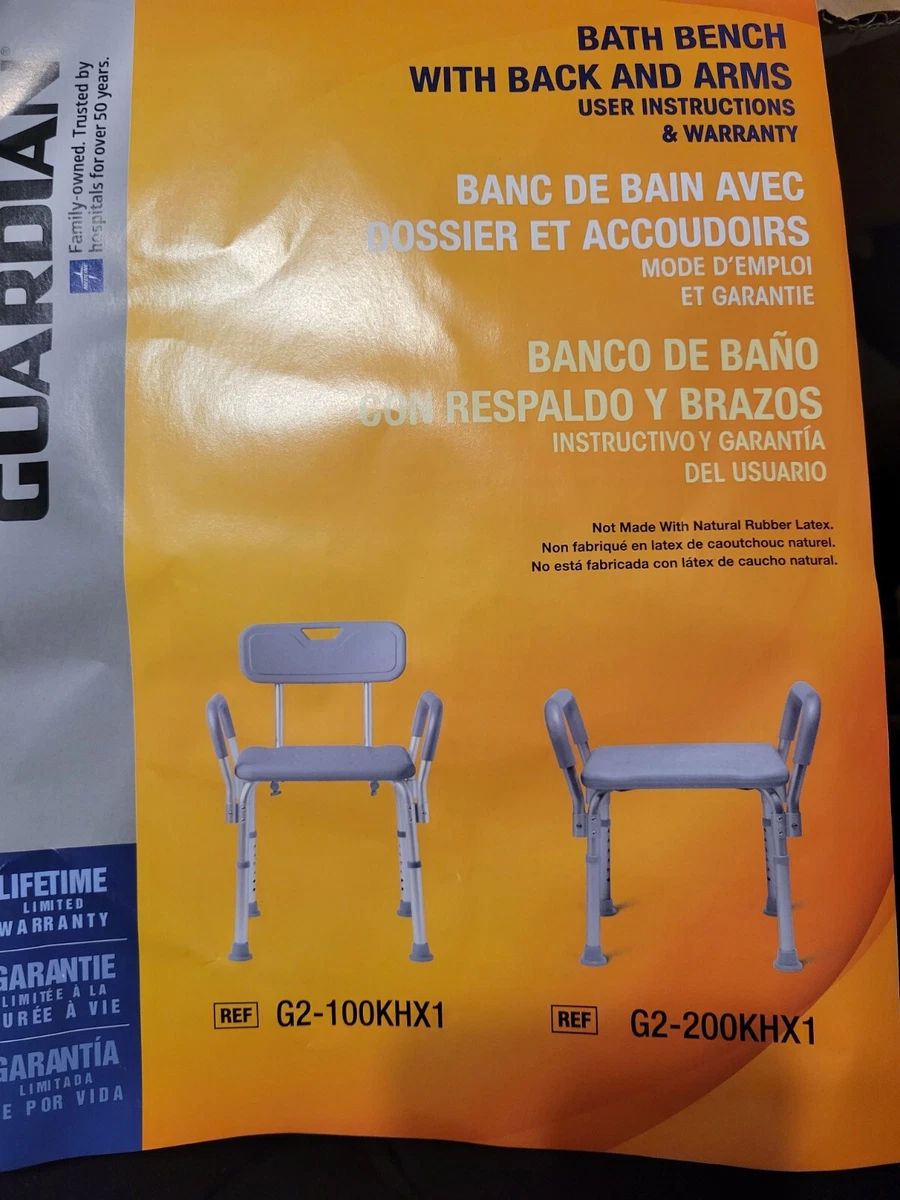 GUARDIAN
Family-owned. Trusted by
hospitals for over 50 years.
BATH BENCH
WITH BACK AND ARMS
USER INSTRUCTIONS
& WARRANTY
BANC DE BAIN AVEC
DOSSIER ET ACCOUDOIRS
MODE D'EMPLOI
ET GARANTIE
BANCO DE BAÑO
CON RESPALDO Y BRAZOS
INSTRUCTIVO Y GARANTÍA
DEL USUARIO
Not Made With Natural Rubber Latex.
Non fabriqué en latex de caoutchouc naturel.
No está fabricada con látex de caucho natural.
LIFETIME
LIMITED
WARRANTY
GARANTIE
LIMITÉE À LA
URÉE À VIE
GARANTÍA
LIMITADA
E POR VIDA
REF G2-100KHX1
REF G2-200KHX1